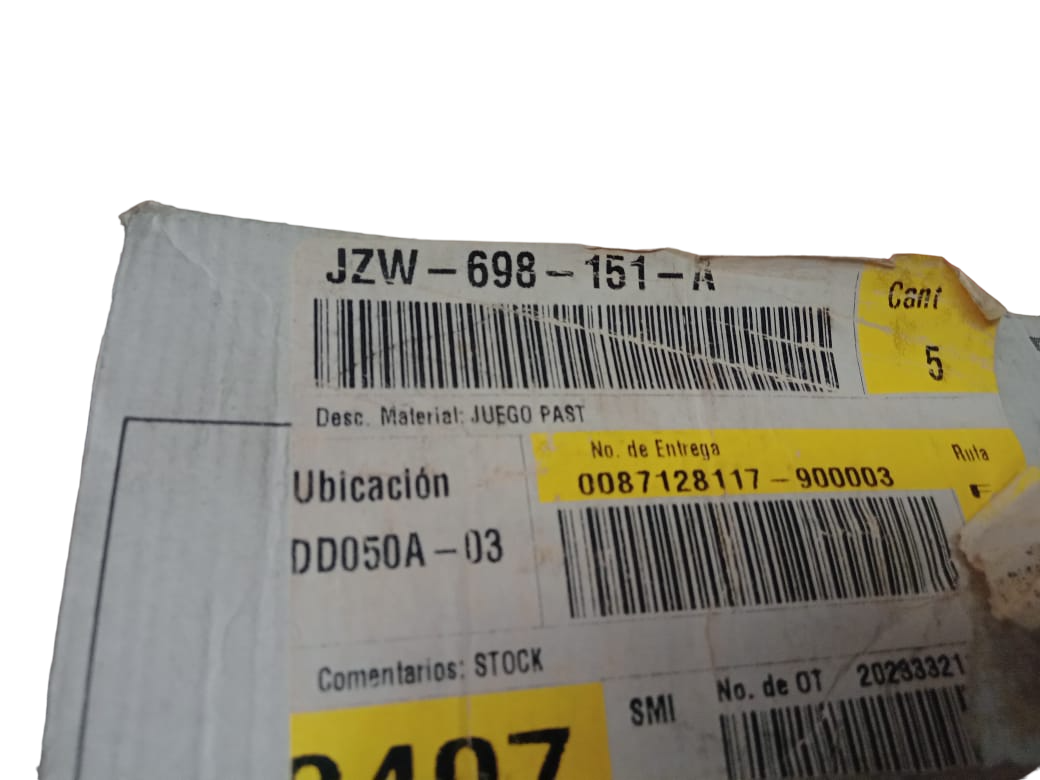 JZW-698-151-A
Cant
5
Desc. Material: JUEGO PAST
No. de Entrega
Ruta
0087128117-900003
Ubicación
DD050A-03
Comentarios: STOCK
SMI
No. de OT 20283321